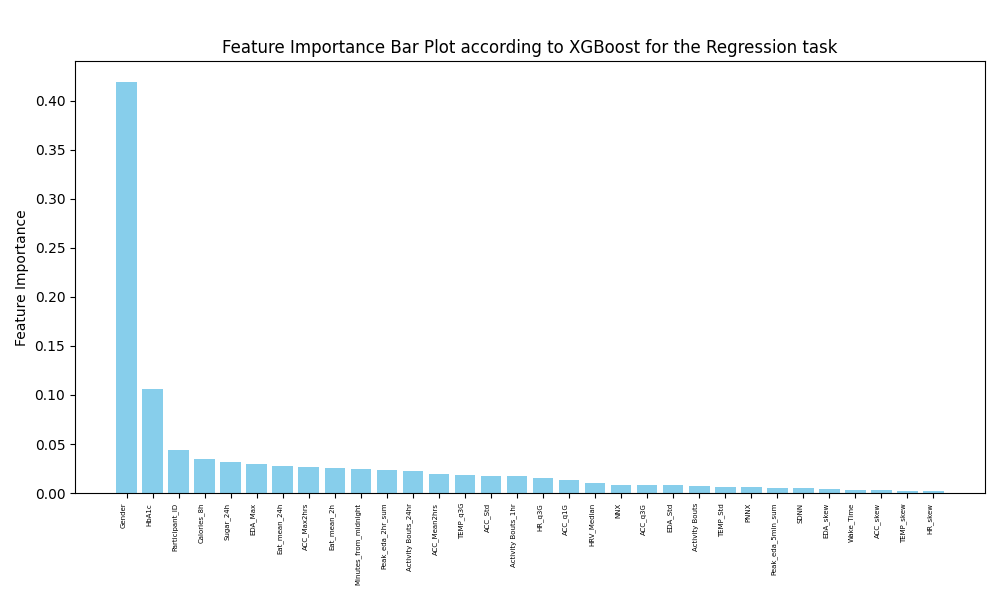 Feature Importance Bar Plot according to XGBoost for the Regression task
Feature Importance
0.40
0.35
0.30
0.25
0.20
0.15
0.10
0.05
0.00
Gender
HbA1c
Participant_ID
Calories_8h
Sugar_24h
EDA_Max
Eat_mean_24h
ACC_Max2hrs
Eat_mean_2h
Minutes_from_midnight
Peak_eda_2hr_sum
Activity Bouts_24hr
ACC_Mean2hrs
TEMP_q3G
ACC_Std
Activity Bouts_1hr
HR_q3G
ACC_q1G
HRV_Median
NNX
ACC_q3G
EDA_Std
Activity Bouts
TEMP_Std
PNNX
Peak_eda_5min_sum
SDNN
EDA_skew
Wake_Time
ACC_skew
TEMP_skew
HR_skew